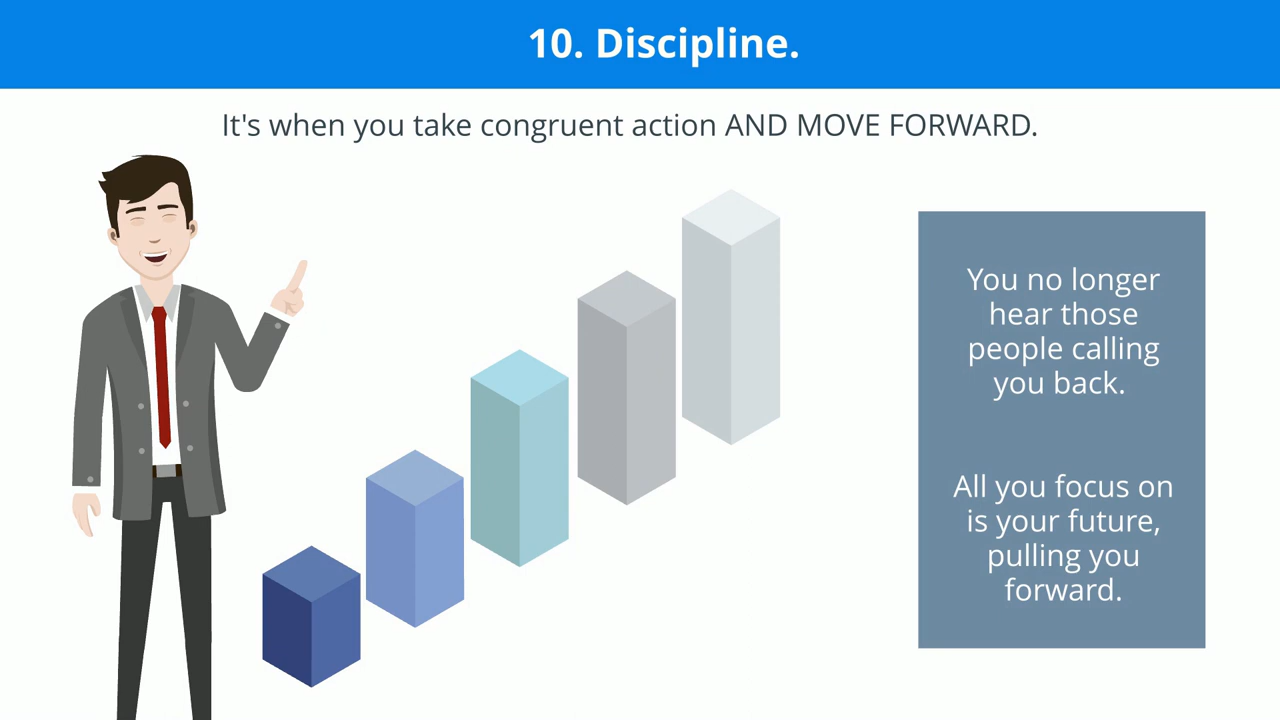 10. Discipline.
It's when you take congruent action AND MOVE FORWARD.
You no longer
hear those
people calling
you back.
All you focus on
is your future,
pulling you
forward.